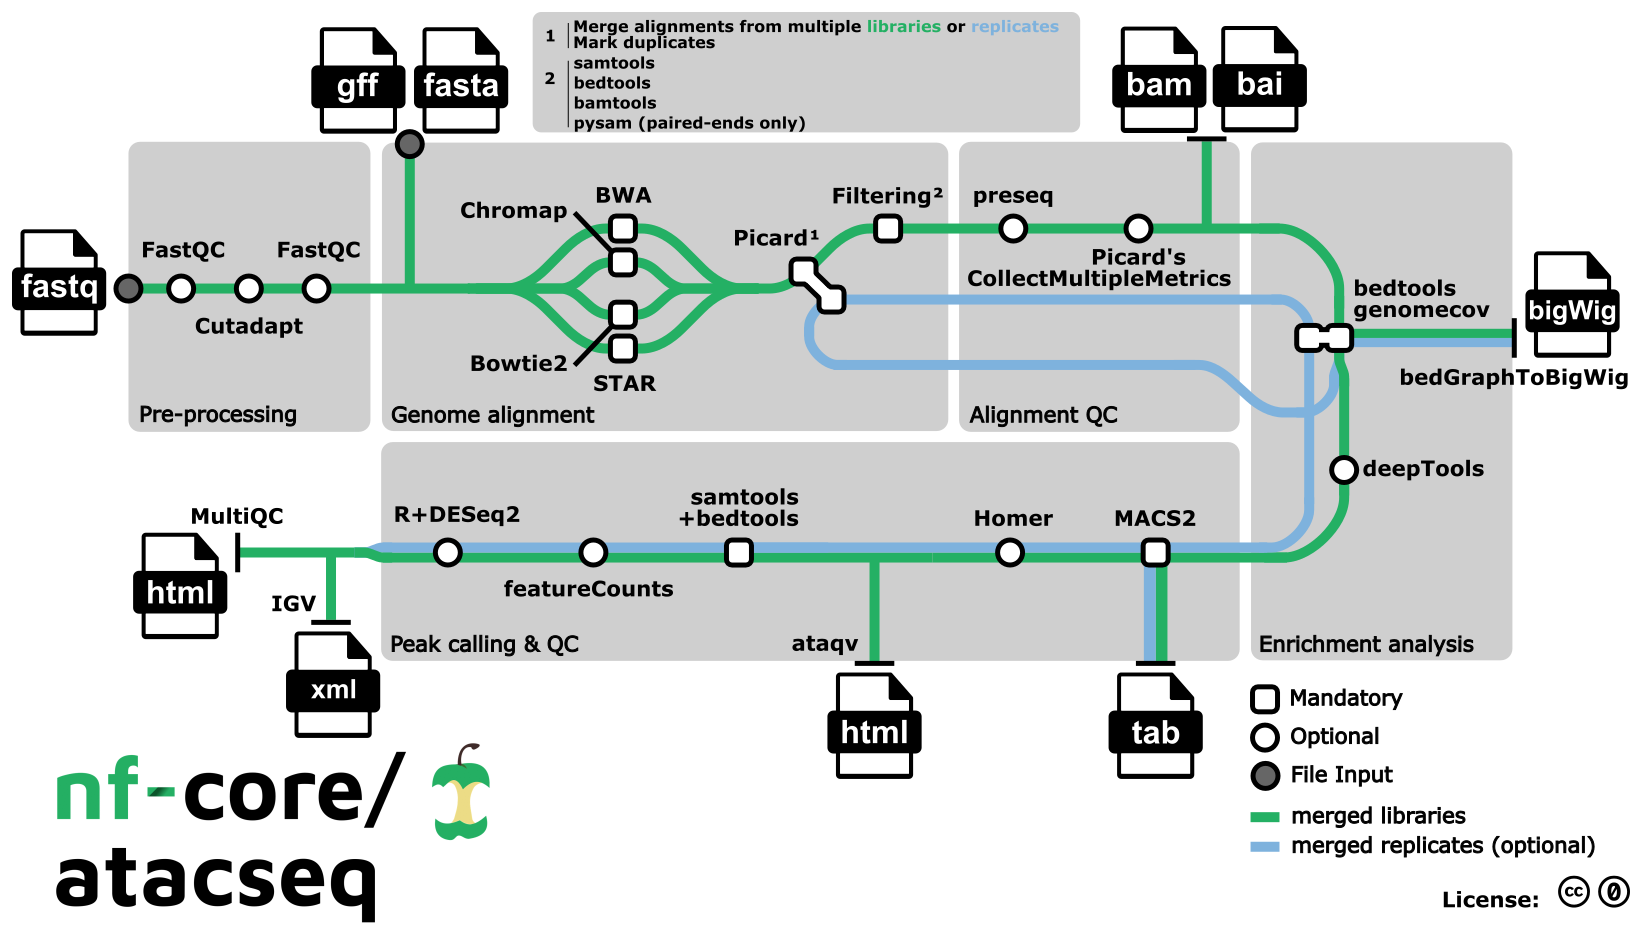 1 Merge alignments from multiple libraries or replicates
Mark duplicates
2 samtools
bedtools
bamtools
pysam (paired-ends only)
gff
fasta
bam
bai
fastq
FastQC
FastQC
Cutadapt
Pre-processing
BWA
Chromap
Bowtie2
STAR
Picard¹
Filtering²
Genome alignment
preseq
Picard's
CollectMultipleMetrics
Alignment QC
bedtools
genomecov
bigWig
bedGraphToBigWig
deepTools
Enrichment analysis
MultiQC
html
IGV
xml
R+DESeq2
featureCounts
samtools
+bedtools
Homer
MACS2
Peak calling & QC
ataqv
html
tab
Mandatory
Optional
File Input
merged libraries
merged replicates (optional)
nf-core/
atacseq
License: cc 0